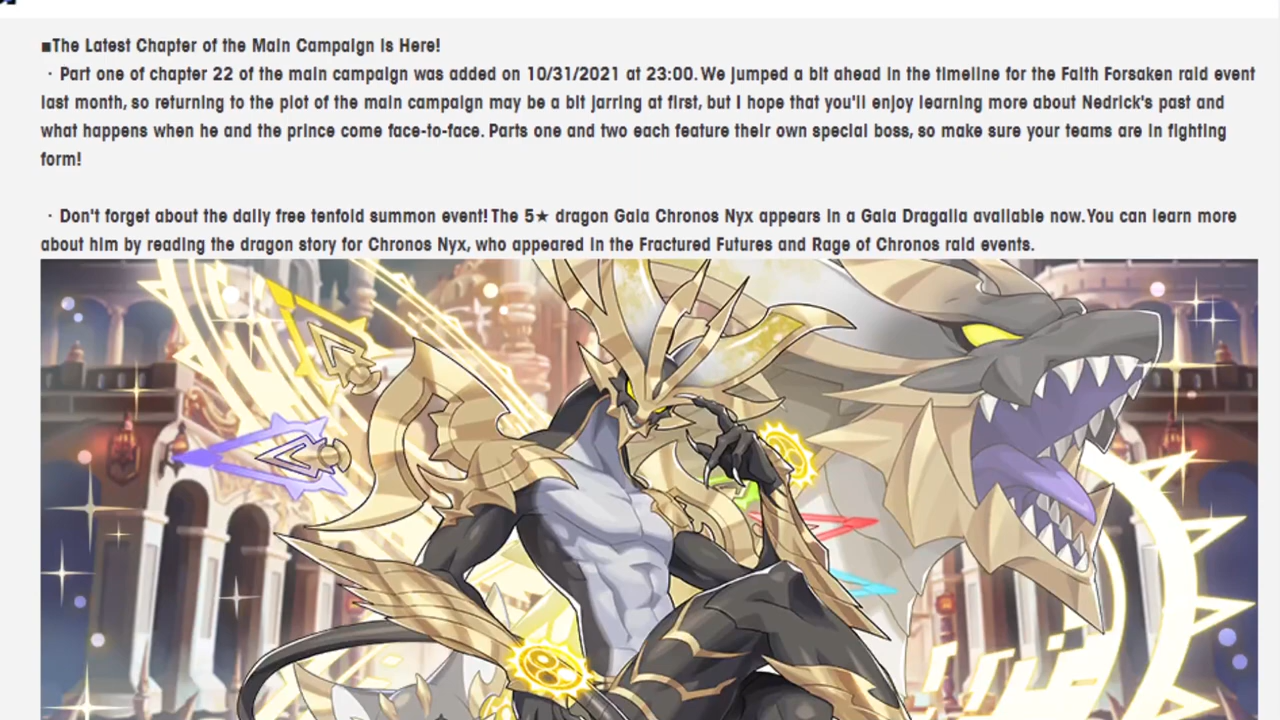 ■The Latest Chapter of the Main Campaign Is Here!
· Part one of chapter 22 of the main campaign was added on 10/31/2021 at 23:00. We jumped a bit ahead in the timeline for the Faith Forsaken raid event
last month, so returning to the plot of the main campaign may be a bit jarring at first, but I hope that you'll enjoy learning more about Nedrick's past and
what happens when he and the prince come face-to-face. Parts one and two each feature their own special boss, so make sure your teams are in fighting
form!
· Don't forget about the daily free tenfold summon event! The 5★ dragon Gala Chronos Nyx appears in a Gala Dragalia available now. You can learn more
about him by reading the dragon story for Chronos Nyx, who appeared in the Fractured Futures and Rage of Chronos raid events.